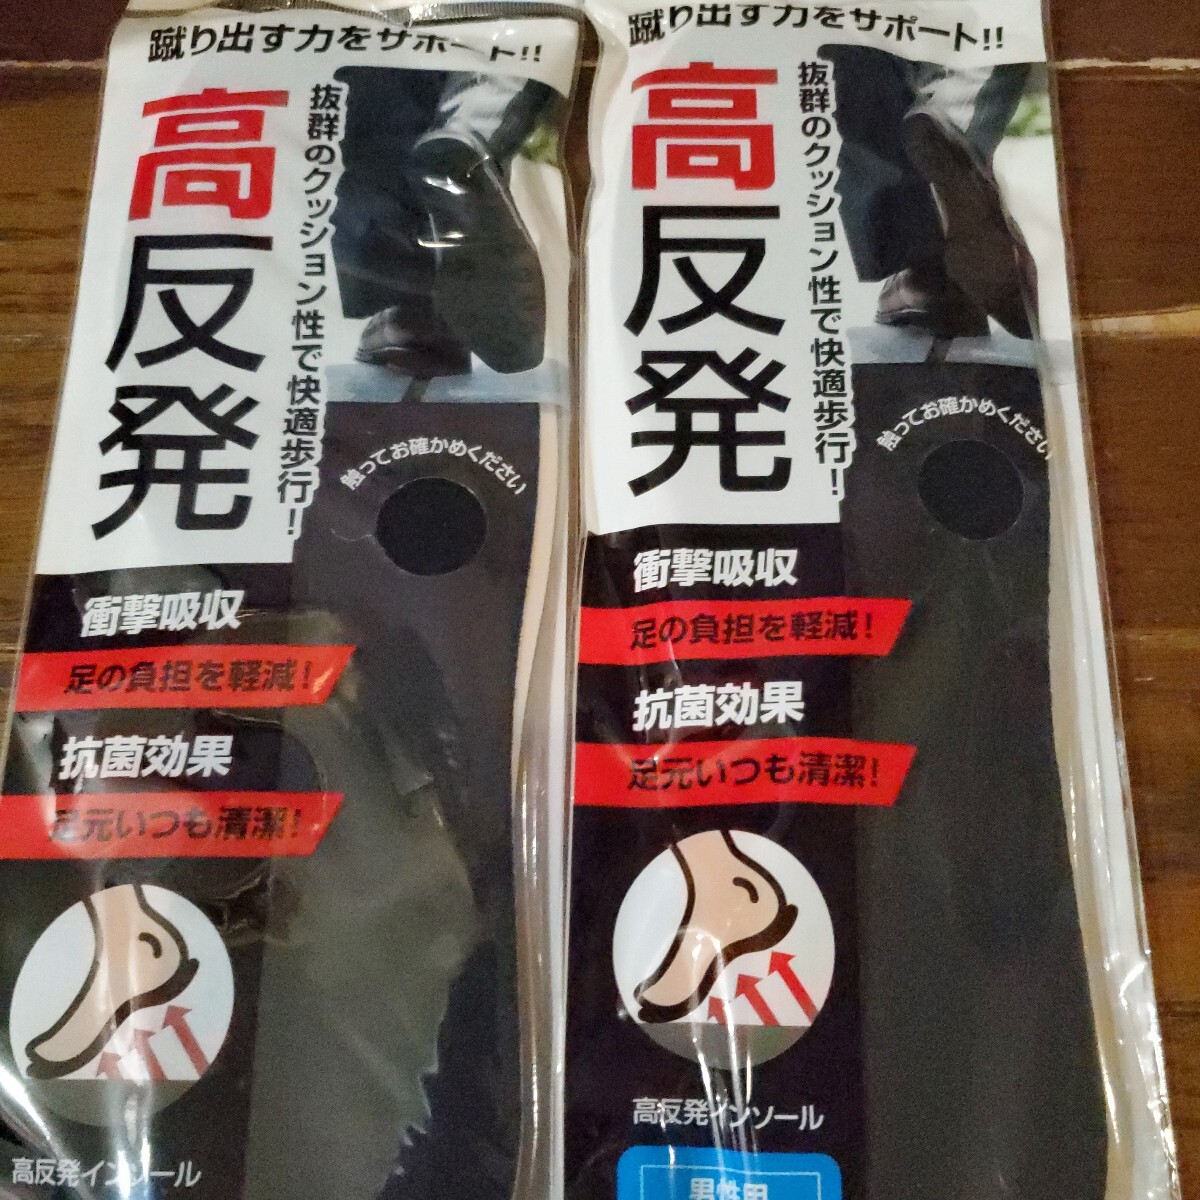 蹴り出す力をサポート!!
高反発
抜群のクッション性で快適歩行!
触ってお確かめください
衝撃吸収
足の負担を軽減!
抗菌効果
足元いつも清潔!
高反発インソール
蹴り出す力をサポート!!
高反発
抜群のクッション性で快適歩行!
触ってお確かめください
衝撃吸収
足の負担を軽減!
抗菌効果
足元いつも清潔!
高反発インソール
男性用